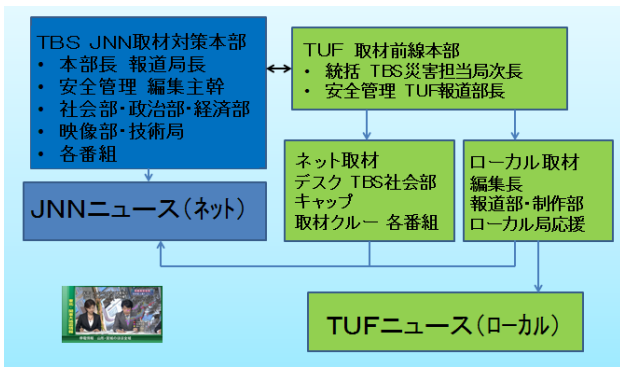 TBS JNN取材対策本部
・ 本部長 報道局長
・ 安全管理 編集主幹
・ 社会部・政治部・経済部
・ 映像部・技術局
・ 各番組
TUF 取材前線本部
・ 統括 TBS災害担当局次長
・ 安全管理 TUF報道部長
ネット取材
デスク TBS社会部
キャップ
取材クルー 各番組
ローカル取材
編集長
報道部・制作部
ローカル局応援
JNNニュース(ネット)
TUFニュース(ローカル)